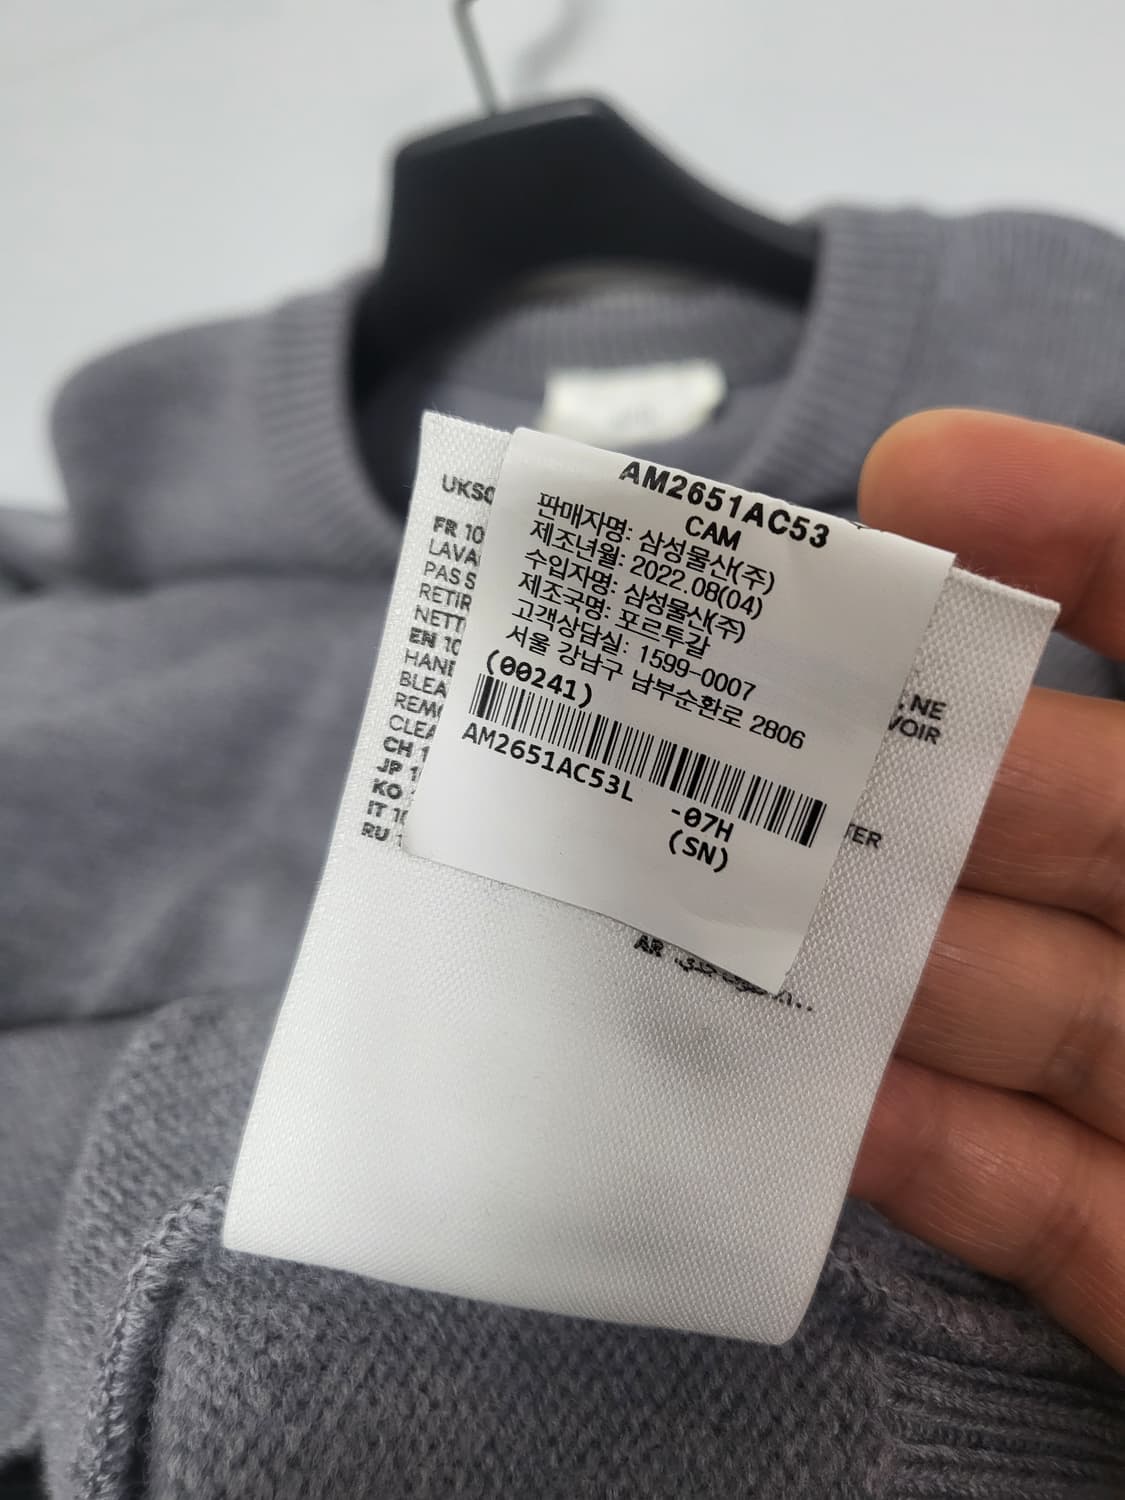 AM2651AC53
CAM
판매자명: 삼성물산(주)
제조년월: 2022.08(04)
수입자명: 삼성물산(주)
제조국명: 포르투갈
고객상담실: 1599-0007
서울 강남구 남부순환로 2806
(00241)
AM2651AC53L
-07H
(SN)
FR 10
LAVA
PAS S
RETIR
NETT
EN 10
HAND
BLEA
REMO
CLEA
CH 1
JP 1
KO
IT 10
RU
, NE
VOIR
TER
AR